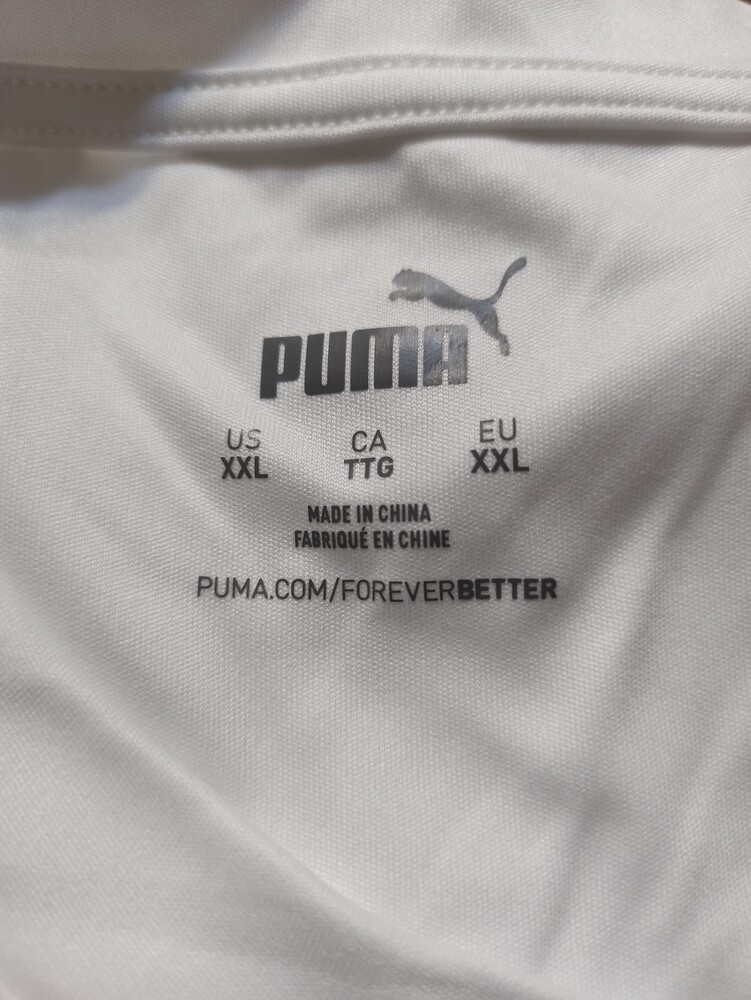 PUMA
US CA EU
XXL TTG XXL
MADE IN CHINA
FABRIQUÉ EN CHINE
PUMA.COM/FOREVERBETTER